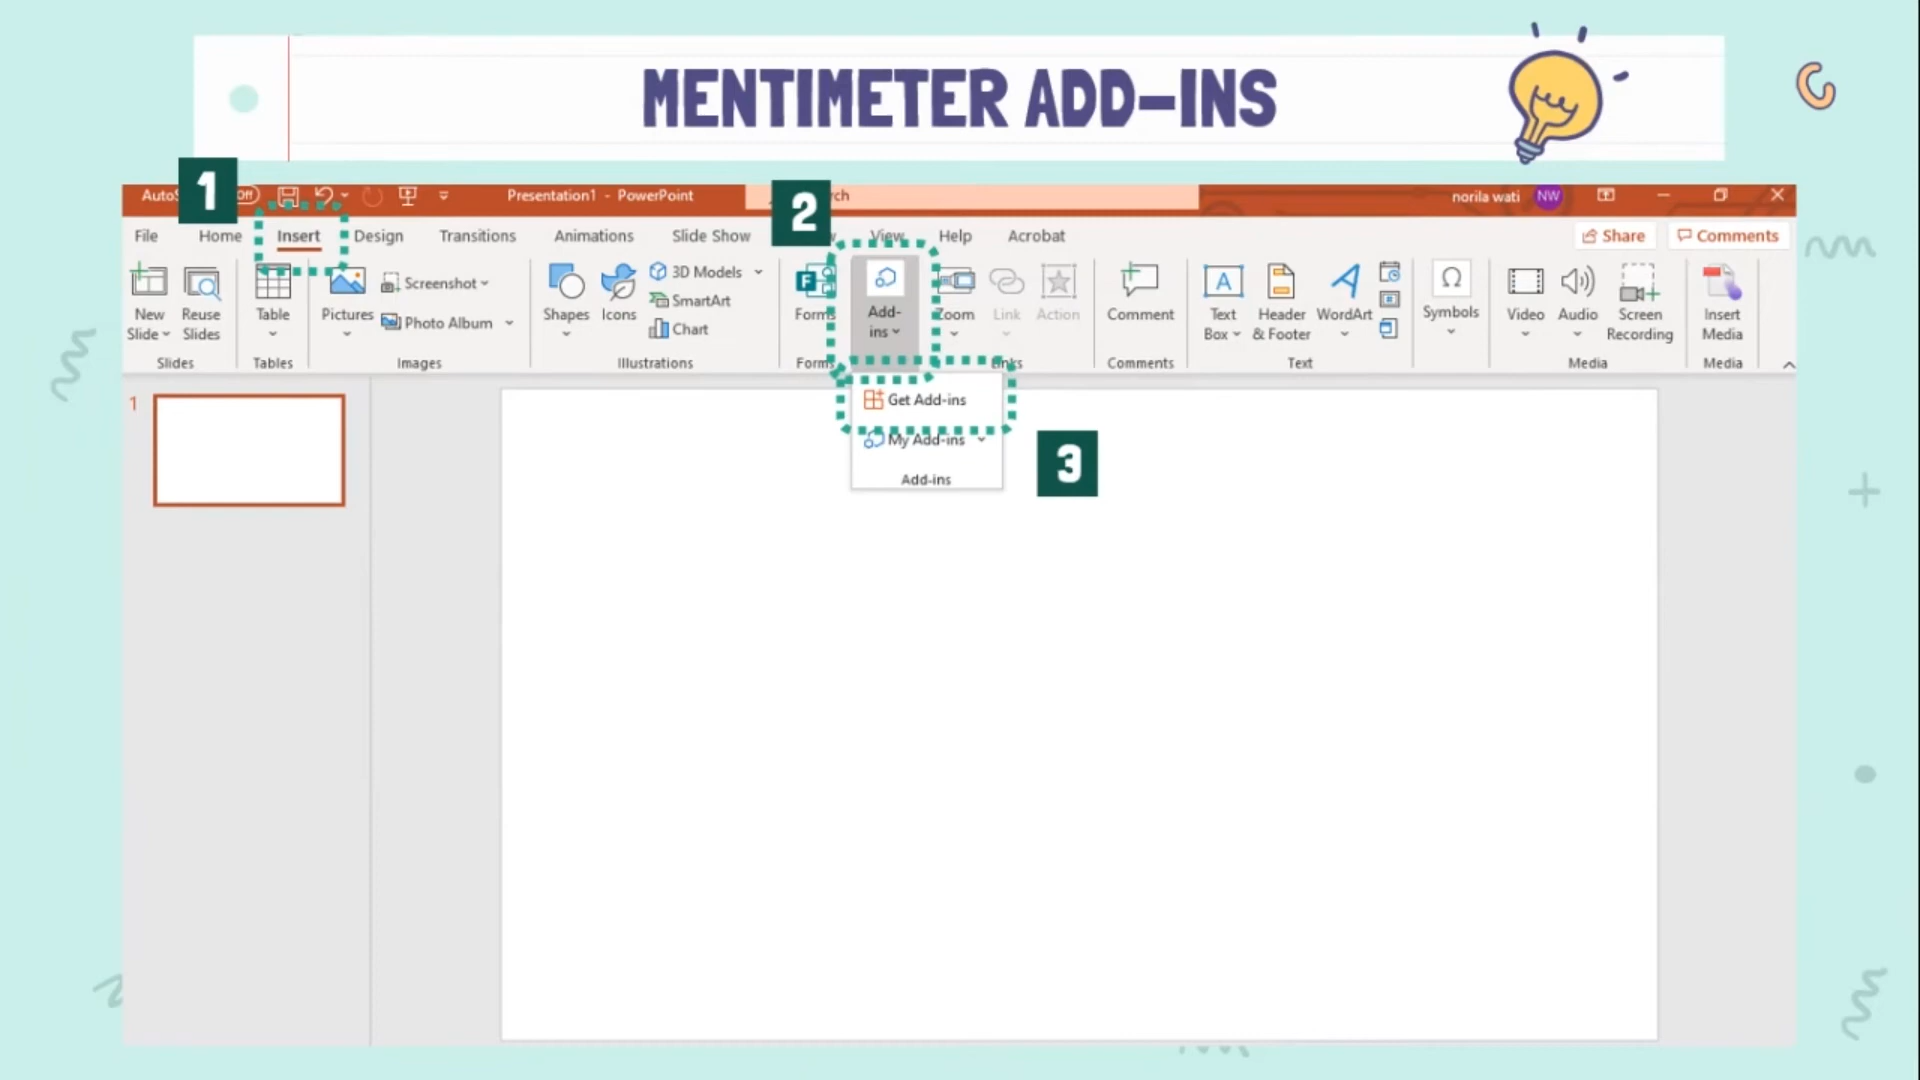 MENTIMETER ADD-INS
1
2
Off
Presentation1 - PowerPoint
norila wati NW
File Home Insert Design Transitions Animations Slide Show View Help Acrobat Share Comments
New Slide
Reuse Slides
Table
Pictures
Screenshot
Photo Album
Shapes
Icons
3D Models
SmartArt
Chart
Forms
Add-ins
Zoom
Link
Action
Comment
Text Box
Header & Footer
WordArt
Symbols
Video
Audio
Screen Recording
Insert Media
Slides Tables Images Illustrations Forms Links Comments Text Media Media
1
Get Add-ins
My Add-ins
Add-ins
3